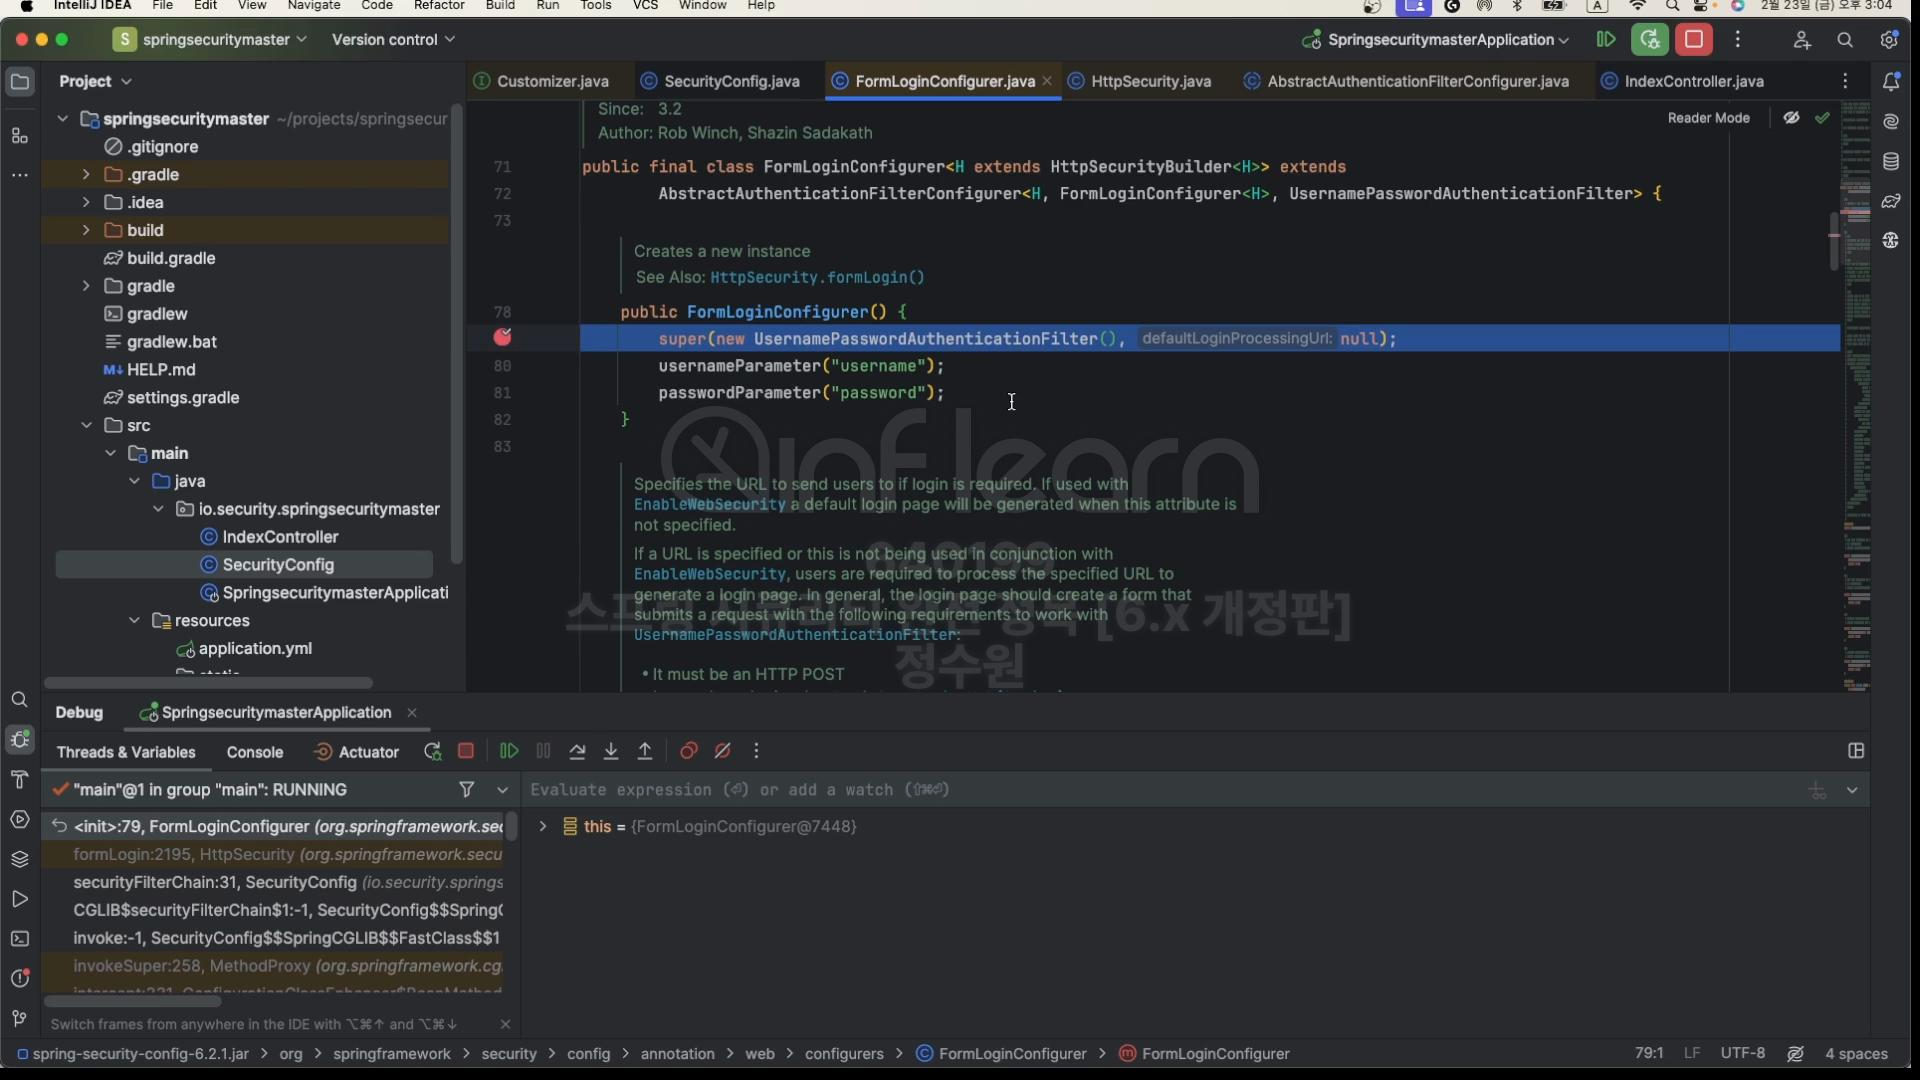 IntelliJ IDEA File Edit View Navigate Code Refactor Build Run Tools VCS Window Help A 2월 23일 (금) 오후 3:04
S springsecuritymaster Version control SpringsecuritymasterApplication
Project
Customizer.java SecurityConfig.java FormLoginConfigurer.java HttpSecurity.java AbstractAuthenticationFilterConfigurer.java IndexController.java
springsecuritymaster ~/projects/springsecur
.gitignore
.gradle
.idea
build
build.gradle
gradle
gradlew
gradlew.bat
HELP.md
settings.gradle
src
main
java
io.security.springsecuritymaster
IndexController
SecurityConfig
SpringsecuritymasterApplicati
resources
application.yml
Reader Mode
Since: 3.2
Author: Rob Winch, Shazin Sadakath
71 public final class FormLoginConfigurer<H extends HttpSecurityBuilder<H>> extends
72 AbstractAuthenticationFilterConfigurer<H, FormLoginConfigurer<H>, UsernamePasswordAuthenticationFilter> {
73
Creates a new instance
See Also: HttpSecurity.formLogin()
78 public FormLoginConfigurer() {
super(new UsernamePasswordAuthenticationFilter(), defaultLoginProcessingUrl: null);
80 usernameParameter("username");
81 passwordParameter("password");
82 }
83
Specifies the URL to send users to if login is required. If used with
EnableWebSecurity a default login page will be generated when this attribute is
not specified.
If a URL is specified or this is not being used in conjunction with
EnableWebSecurity, users are required to process the specified URL to
generate a login page. In general, the login page should create a form that
submits a request with the following requirements to work with
UsernamePasswordAuthenticationFilter:
• It must be an HTTP POST
inflearn
스프링 시큐리티 완전 정복 [6.x 개정판]
정수원
Debug SpringsecuritymasterApplication
Threads & Variables Console Actuator
"main"@1 in group "main": RUNNING
Evaluate expression (⏎) or add a watch (⇧⌘⏎)
<init>:79, FormLoginConfigurer (org.springframework.sec
this = {FormLoginConfigurer@7448}
formLogin:2195, HttpSecurity (org.springframework.secu
securityFilterChain:31, SecurityConfig (io.security.springs
CGLIB$securityFilterChain$1:-1, SecurityConfig$$SpringC
invoke:-1, SecurityConfig$$SpringCGLIB$$FastClass$$1
invokeSuper:258, MethodProxy (org.springframework.cg
Switch frames from anywhere in the IDE with ⌥⌘↑ and ⌥⌘↓
spring-security-config-6.2.1.jar > org > springframework > security > config > annotation > web > configurers > FormLoginConfigurer > FormLoginConfigurer 79:1 LF UTF-8 4 spaces